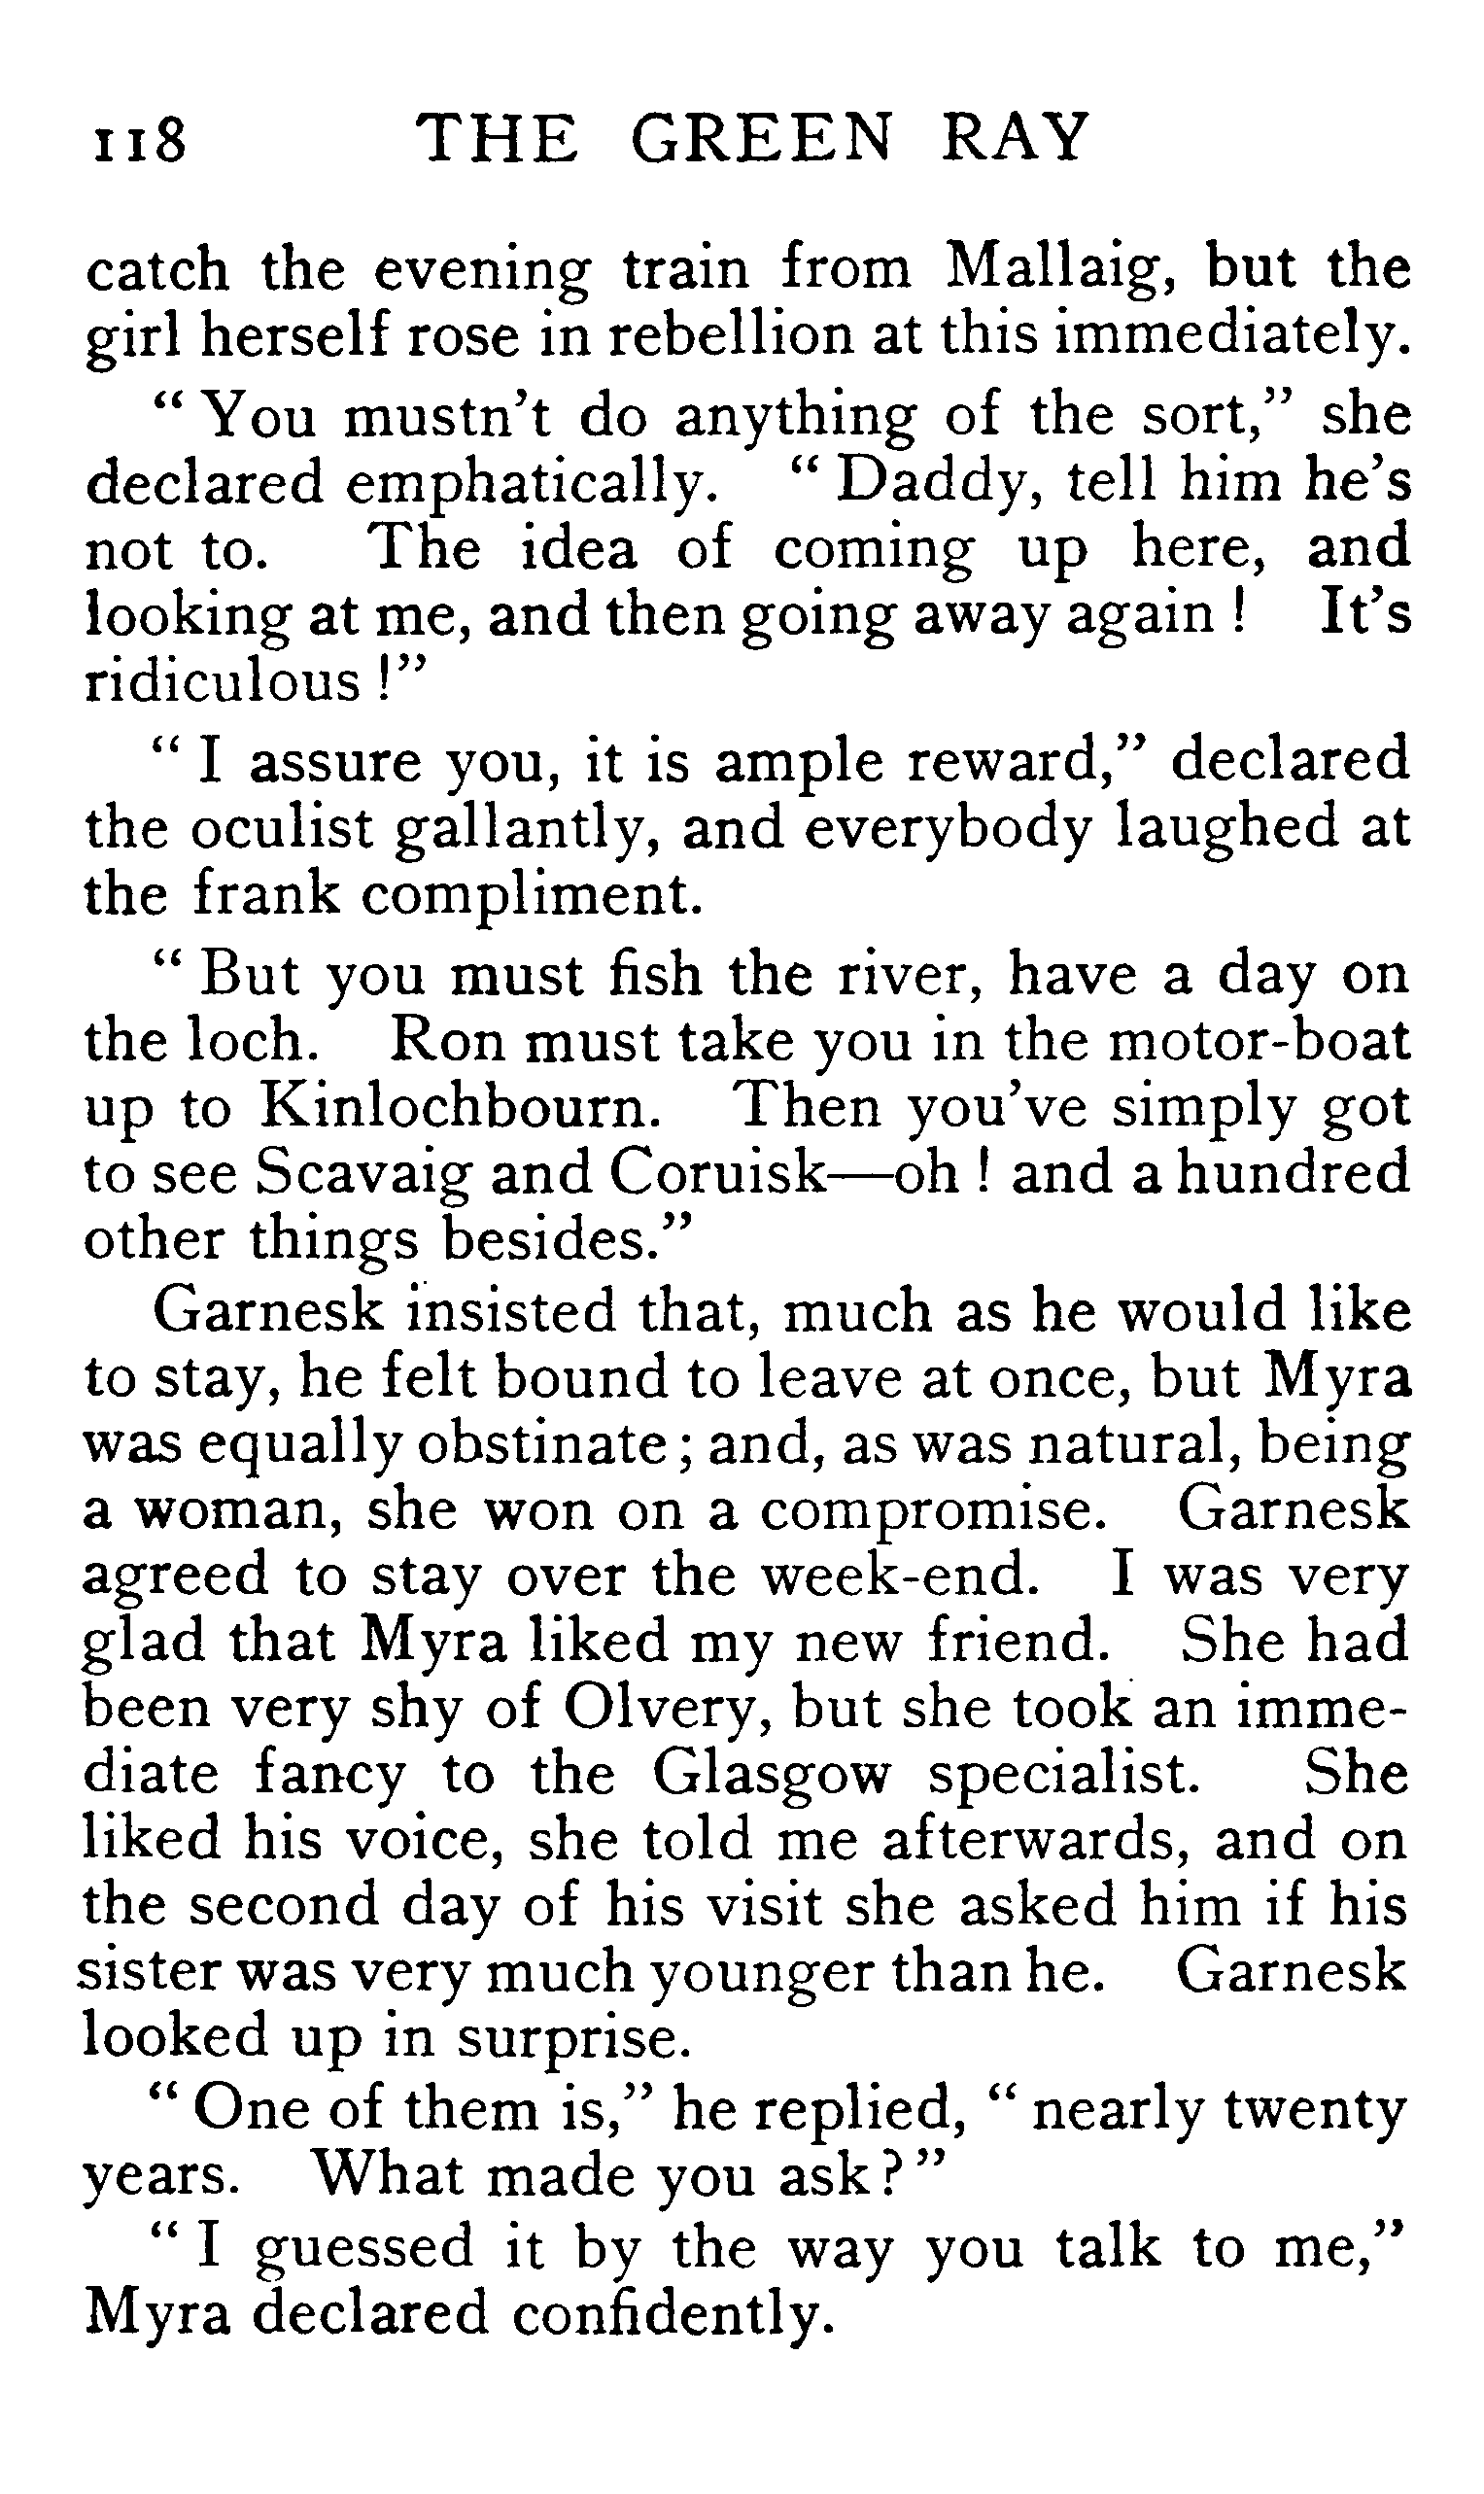 118 THE GREEN RAY
catch the evening train from Mallaig, but the
girl herself rose in rebellion at this immediately.
" You mustn't do anything of the sort," she
declared emphatically. " Daddy, tell him he's
not to. The idea of coming up here, and
looking at me, and then going away again ! It's
ridiculous !"
" I assure you, it is ample reward," declared
the oculist gallantly, and everybody laughed at
the frank compliment.
" But you must fish the river, have a day on
the loch. Ron must take you in the motor-boat
up to Kinlochbourn. Then you've simply got
to see Scavaig and Coruisk—oh ! and a hundred
other things besides."
Garnesk insisted that, much as he would like
to stay, he felt bound to leave at once, but Myra
was equally obstinate ; and, as was natural, being
a woman, she won on a compromise. Garnesk
agreed to stay over the week-end. I was very
glad that Myra liked my new friend. She had
been very shy of Olvery, but she took an imme-
diate fancy to the Glasgow specialist. She
liked his voice, she told me afterwards, and on
the second day of his visit she asked him if his
sister was very much younger than he. Garnesk
looked up in surprise.
" One of them is," he replied, " nearly twenty
years. What made you ask ? "
" I guessed it by the way you talk to me,"
Myra declared confidently.